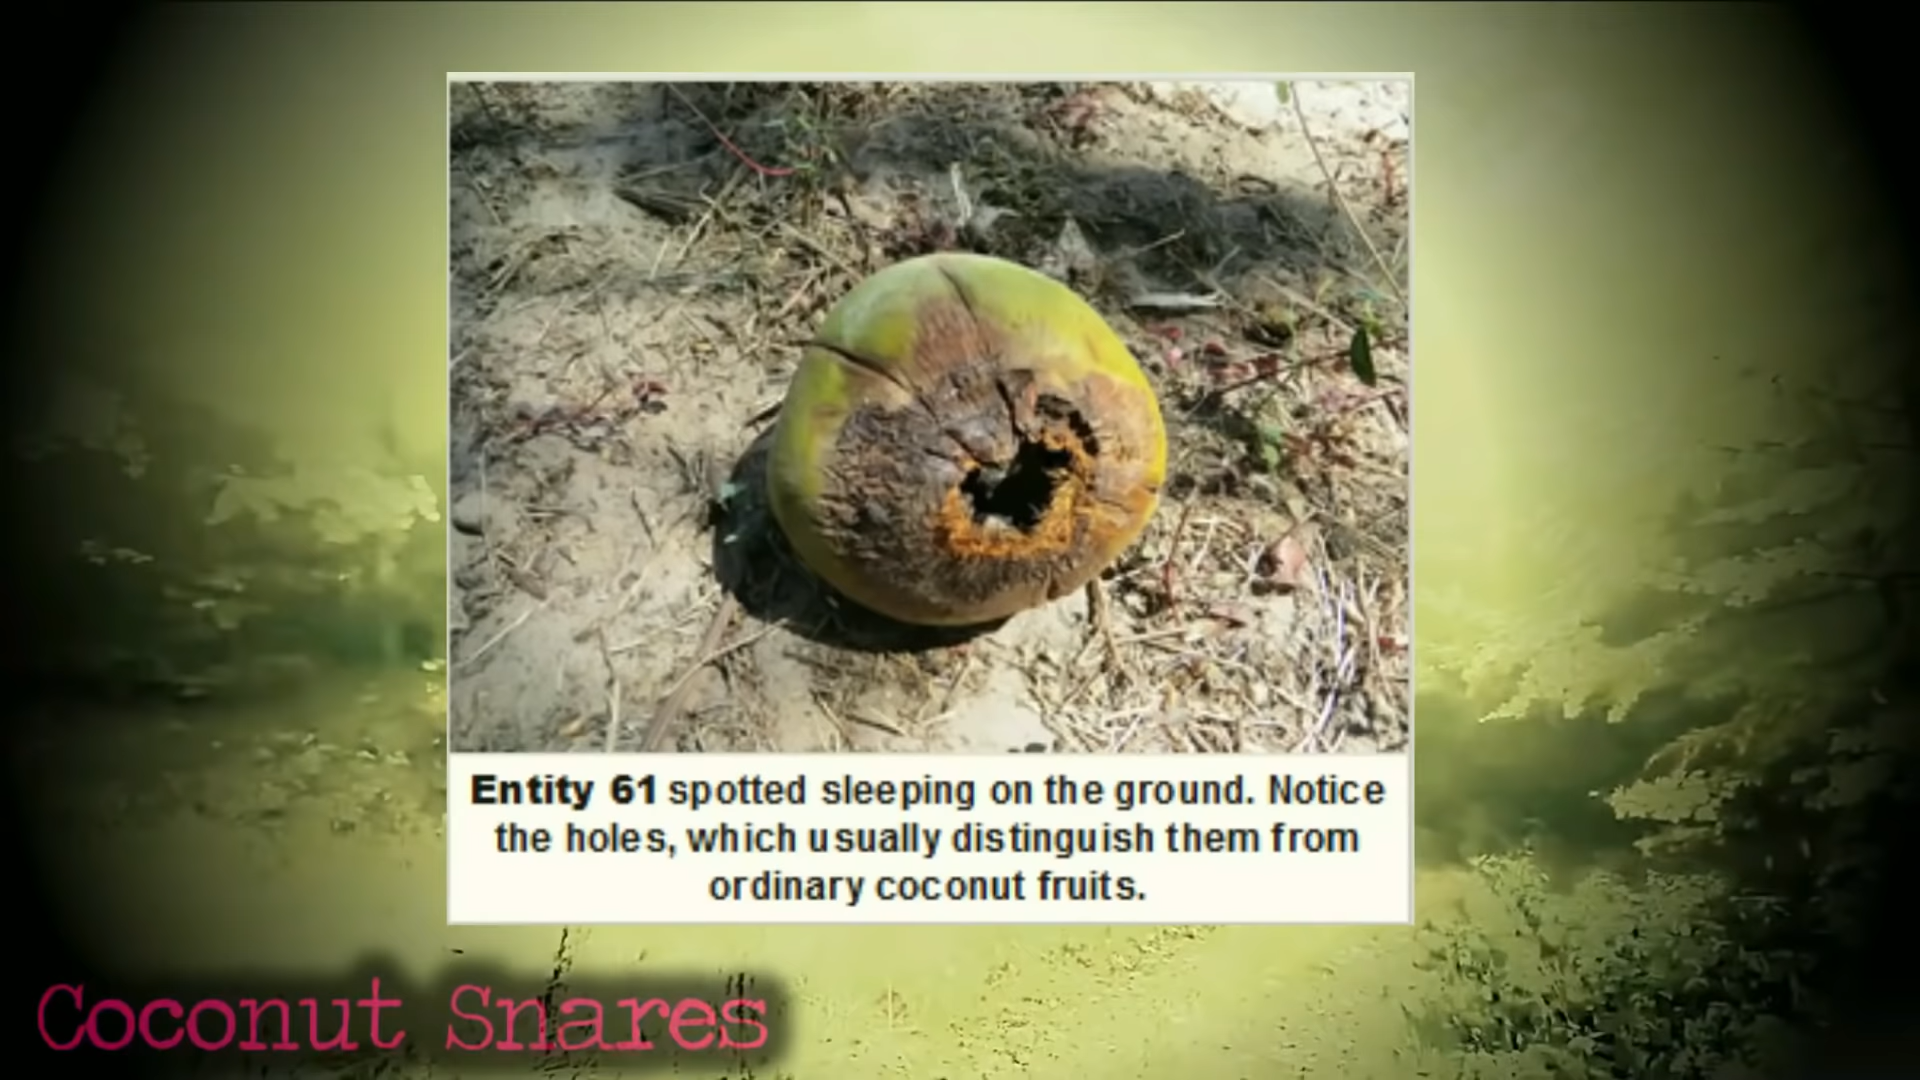 Entity 61 spotted sleeping on the ground. Notice
the holes, which usually distinguish them from
ordinary coconut fruits.
Coconut Snares